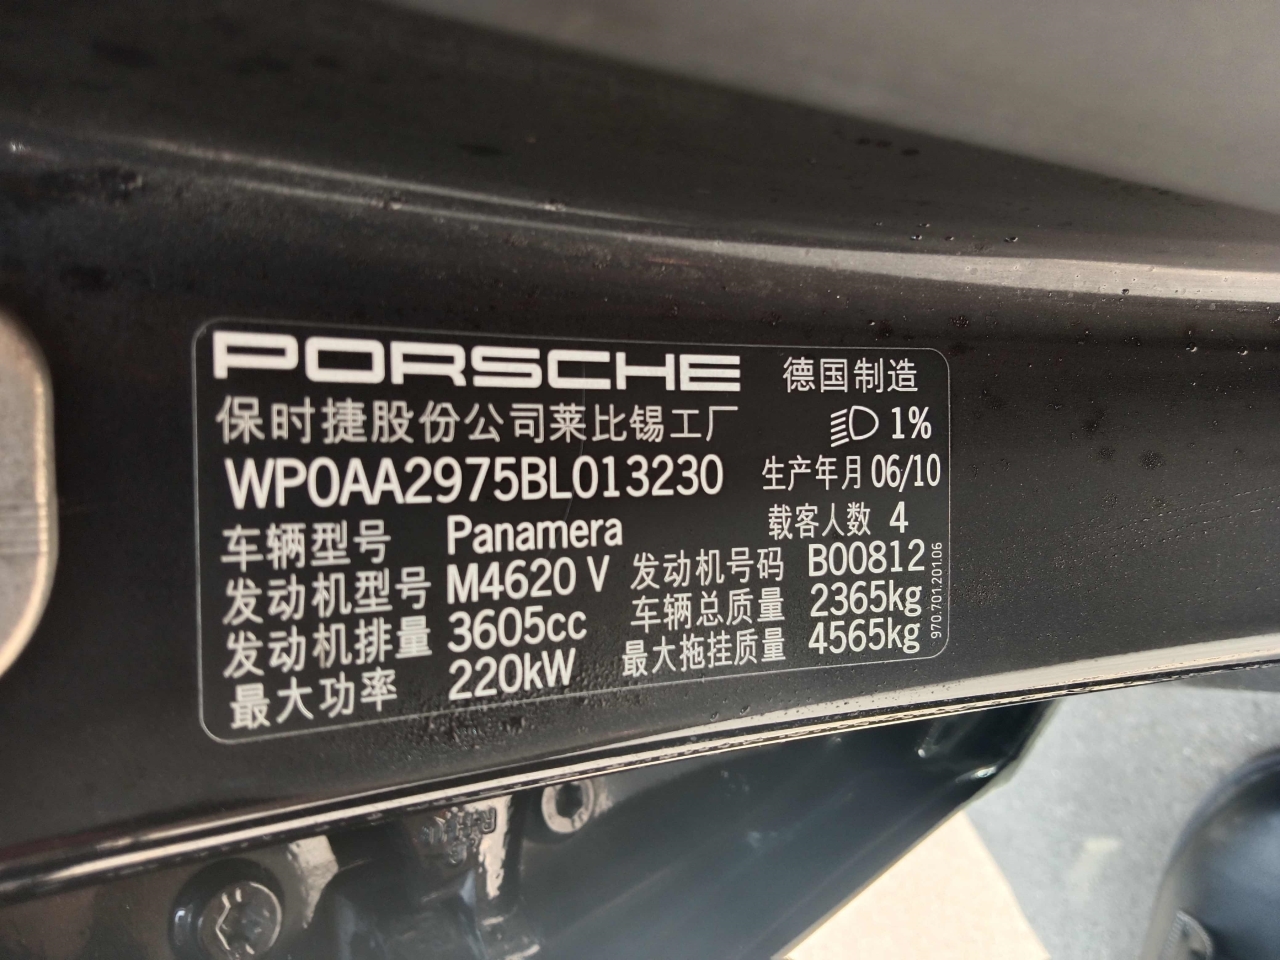 PORSCHE 德国制造
保时捷股份公司莱比锡工厂 1%
WP0AA2975BL013230 生产年月 06/10
车辆型号 Panamera 载客人数 4
发动机型号 M4620 V 发动机号码 B00812
发动机排量 3605cc 车辆总质量 2365kg
最大功率 220kW 最大拖挂质量 4565kg
970.701.201.06